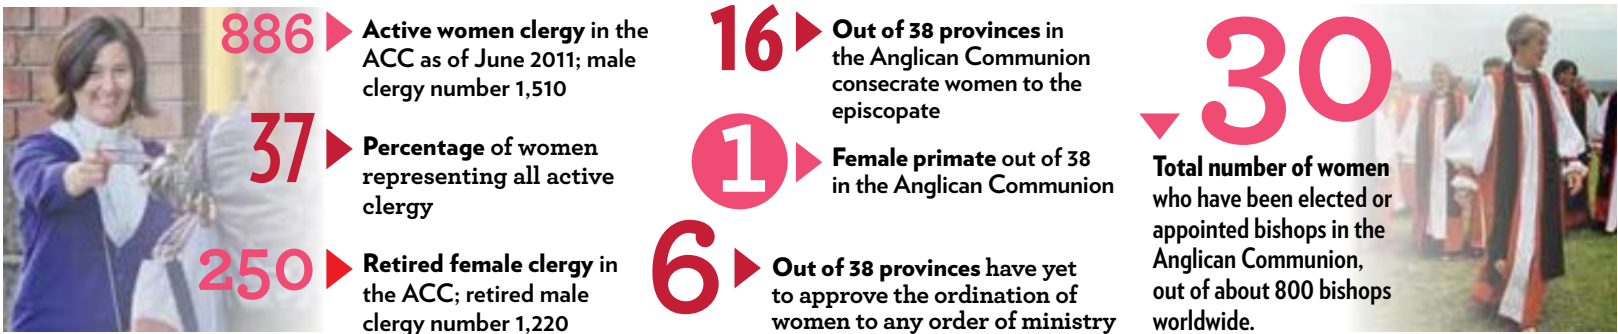 886
Active women clergy in the
ACC as of June 2011; male
clergy number 1,510
37
Percentage of women
representing all active
clergy
250
Retired female clergy in
the ACC; retired male
clergy number 1,220
16
Out of 38 provinces in
the Anglican Communion
consecrate women to the
episcopate
1
Female primate out of 38
in the Anglican Communion
6
Out of 38 provinces have yet
to approve the ordination of
women to any order of ministry
30
Total number of women
who have been elected or
appointed bishops in the
Anglican Communion,
out of about 800 bishops
worldwide.